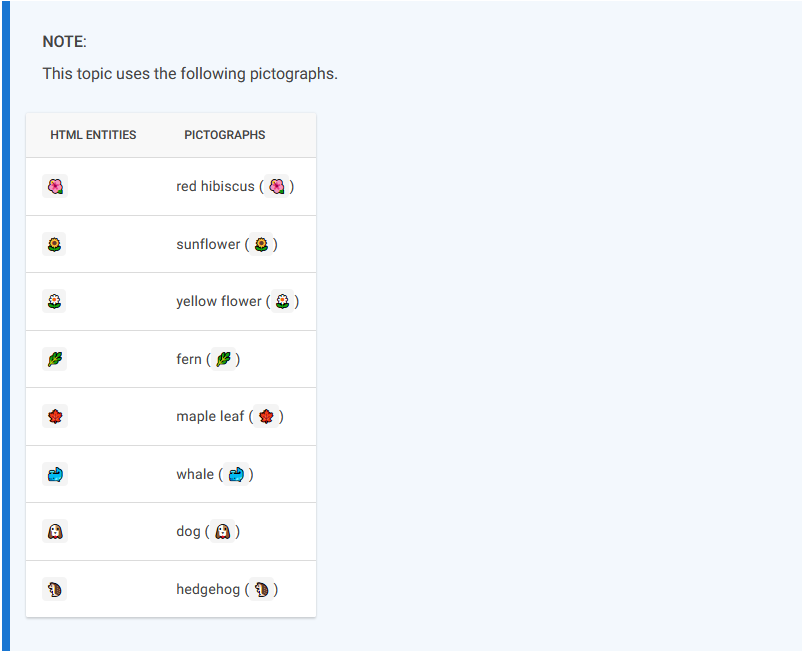 NOTE:
This topic uses the following pictographs.
HTML ENTITIES PICTOGRAPHS
🌺 red hibiscus ( 🌺 )
🌻 sunflower ( 🌻 )
🌼 yellow flower ( 🌼 )
🌿 fern ( 🌿 )
🍁 maple leaf ( 🍁 )
🐋 whale ( 🐋 )
🐶 dog ( 🐶 )
🦔 hedgehog ( 🦔 )